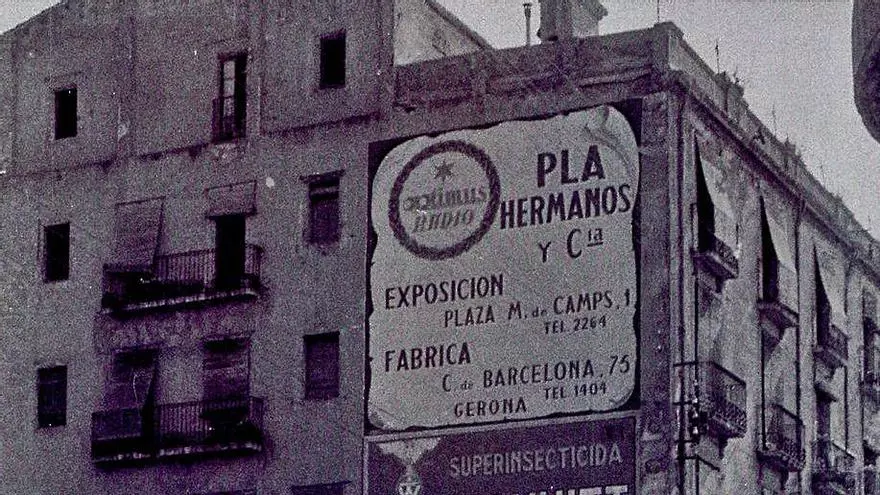 OPTIMUS
RADIO
PLA
HERMANOS
Y Cía
EXPOSICION
PLAZA M. de CAMPS, 1
TEL. 2264
FABRICA
C. de BARCELONA, 75
TEL 1404
GERONA
SUPERINSECTICIDA